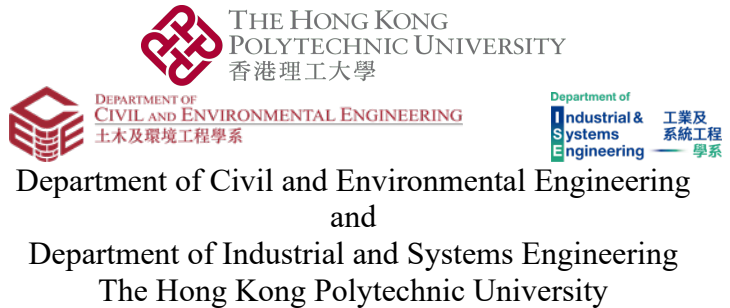 THE HONG KONG
POLYTECHNIC UNIVERSITY
香港理工大學
DEPARTMENT OF
CIVIL AND ENVIRONMENTAL ENGINEERING
土木及環境工程學系
Department of
Industrial &
Systems
Engineering
工業及
系統工程
學系
Department of Civil and Environmental Engineering
and
Department of Industrial and Systems Engineering
The Hong Kong Polytechnic University